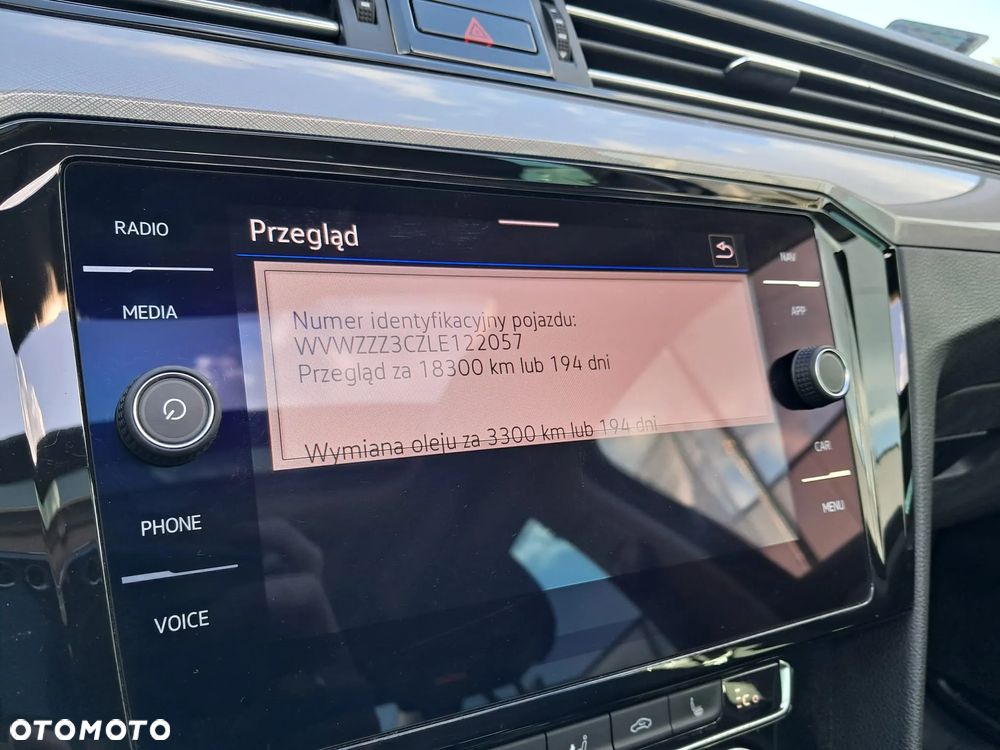 RADIO
MEDIA
PHONE
VOICE
Przegląd
Numer identyfikacyjny pojazdu:
WVWZZZ3CZLE122057
Przegląd za 18300 km lub 194 dni
Wymiana oleju za 3300 km lub 194 dni
NAV
APP
CAR
MENU
OTOMOTO